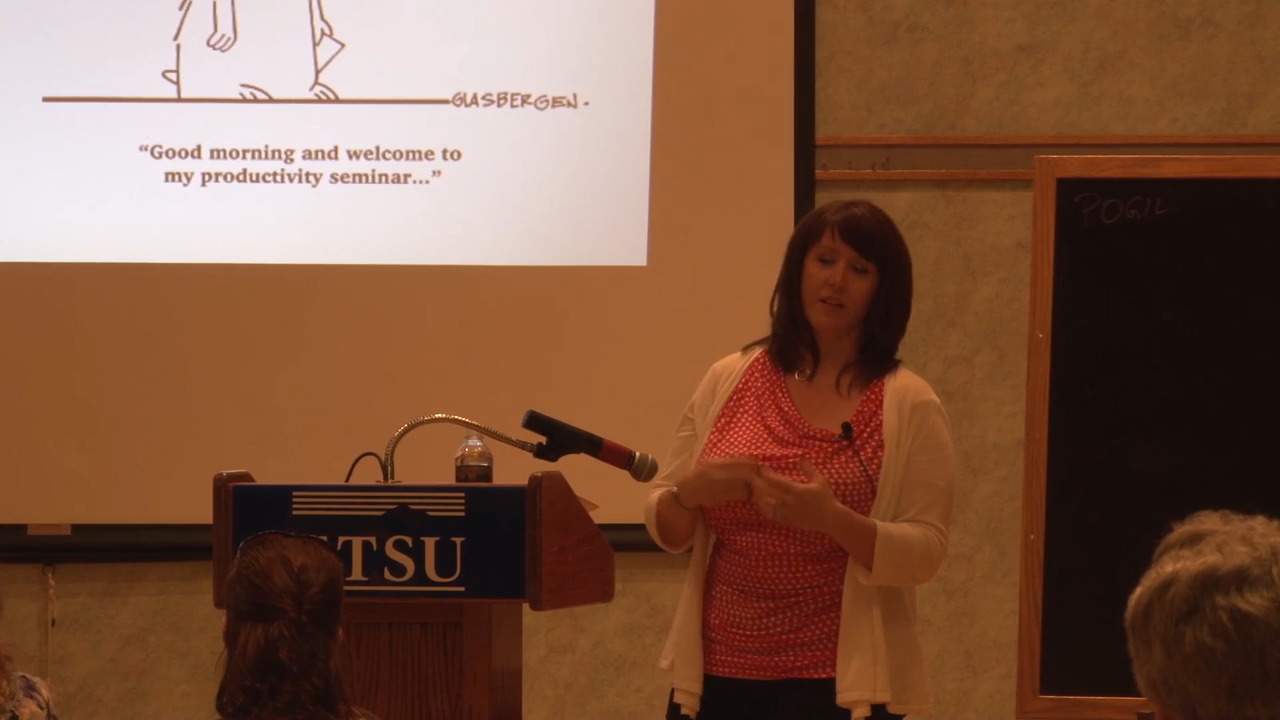 GLASBERGEN.
“Good morning and welcome to
my productivity seminar...”
POGIL
TSU